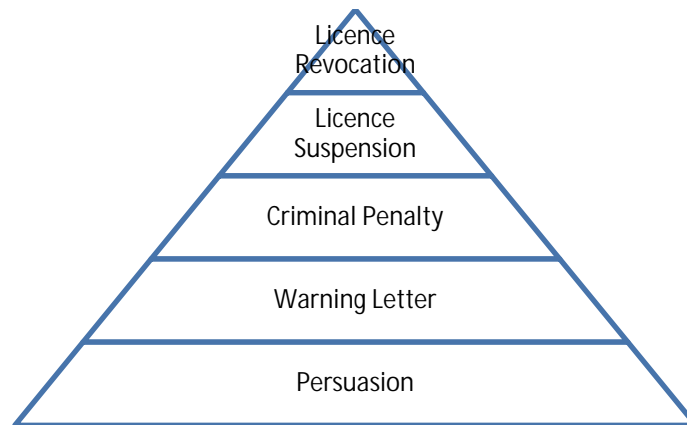 Licence
Revocation
Licence
Suspension
Criminal Penalty
Warning Letter
Persuasion